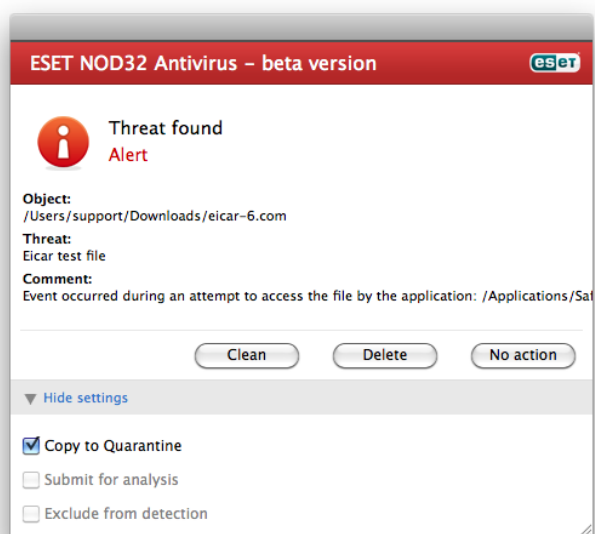 ESET NOD32 Antivirus – beta version
eseT
Threat found
Alert
Object:
/Users/support/Downloads/eicar-6.com
Threat:
Eicar test file
Comment:
Event occurred during an attempt to access the file by the application: /Applications/Saf
Clean
Delete
No action
Hide settings
Copy to Quarantine
Submit for analysis
Exclude from detection